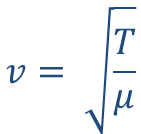 v = √(T/μ)